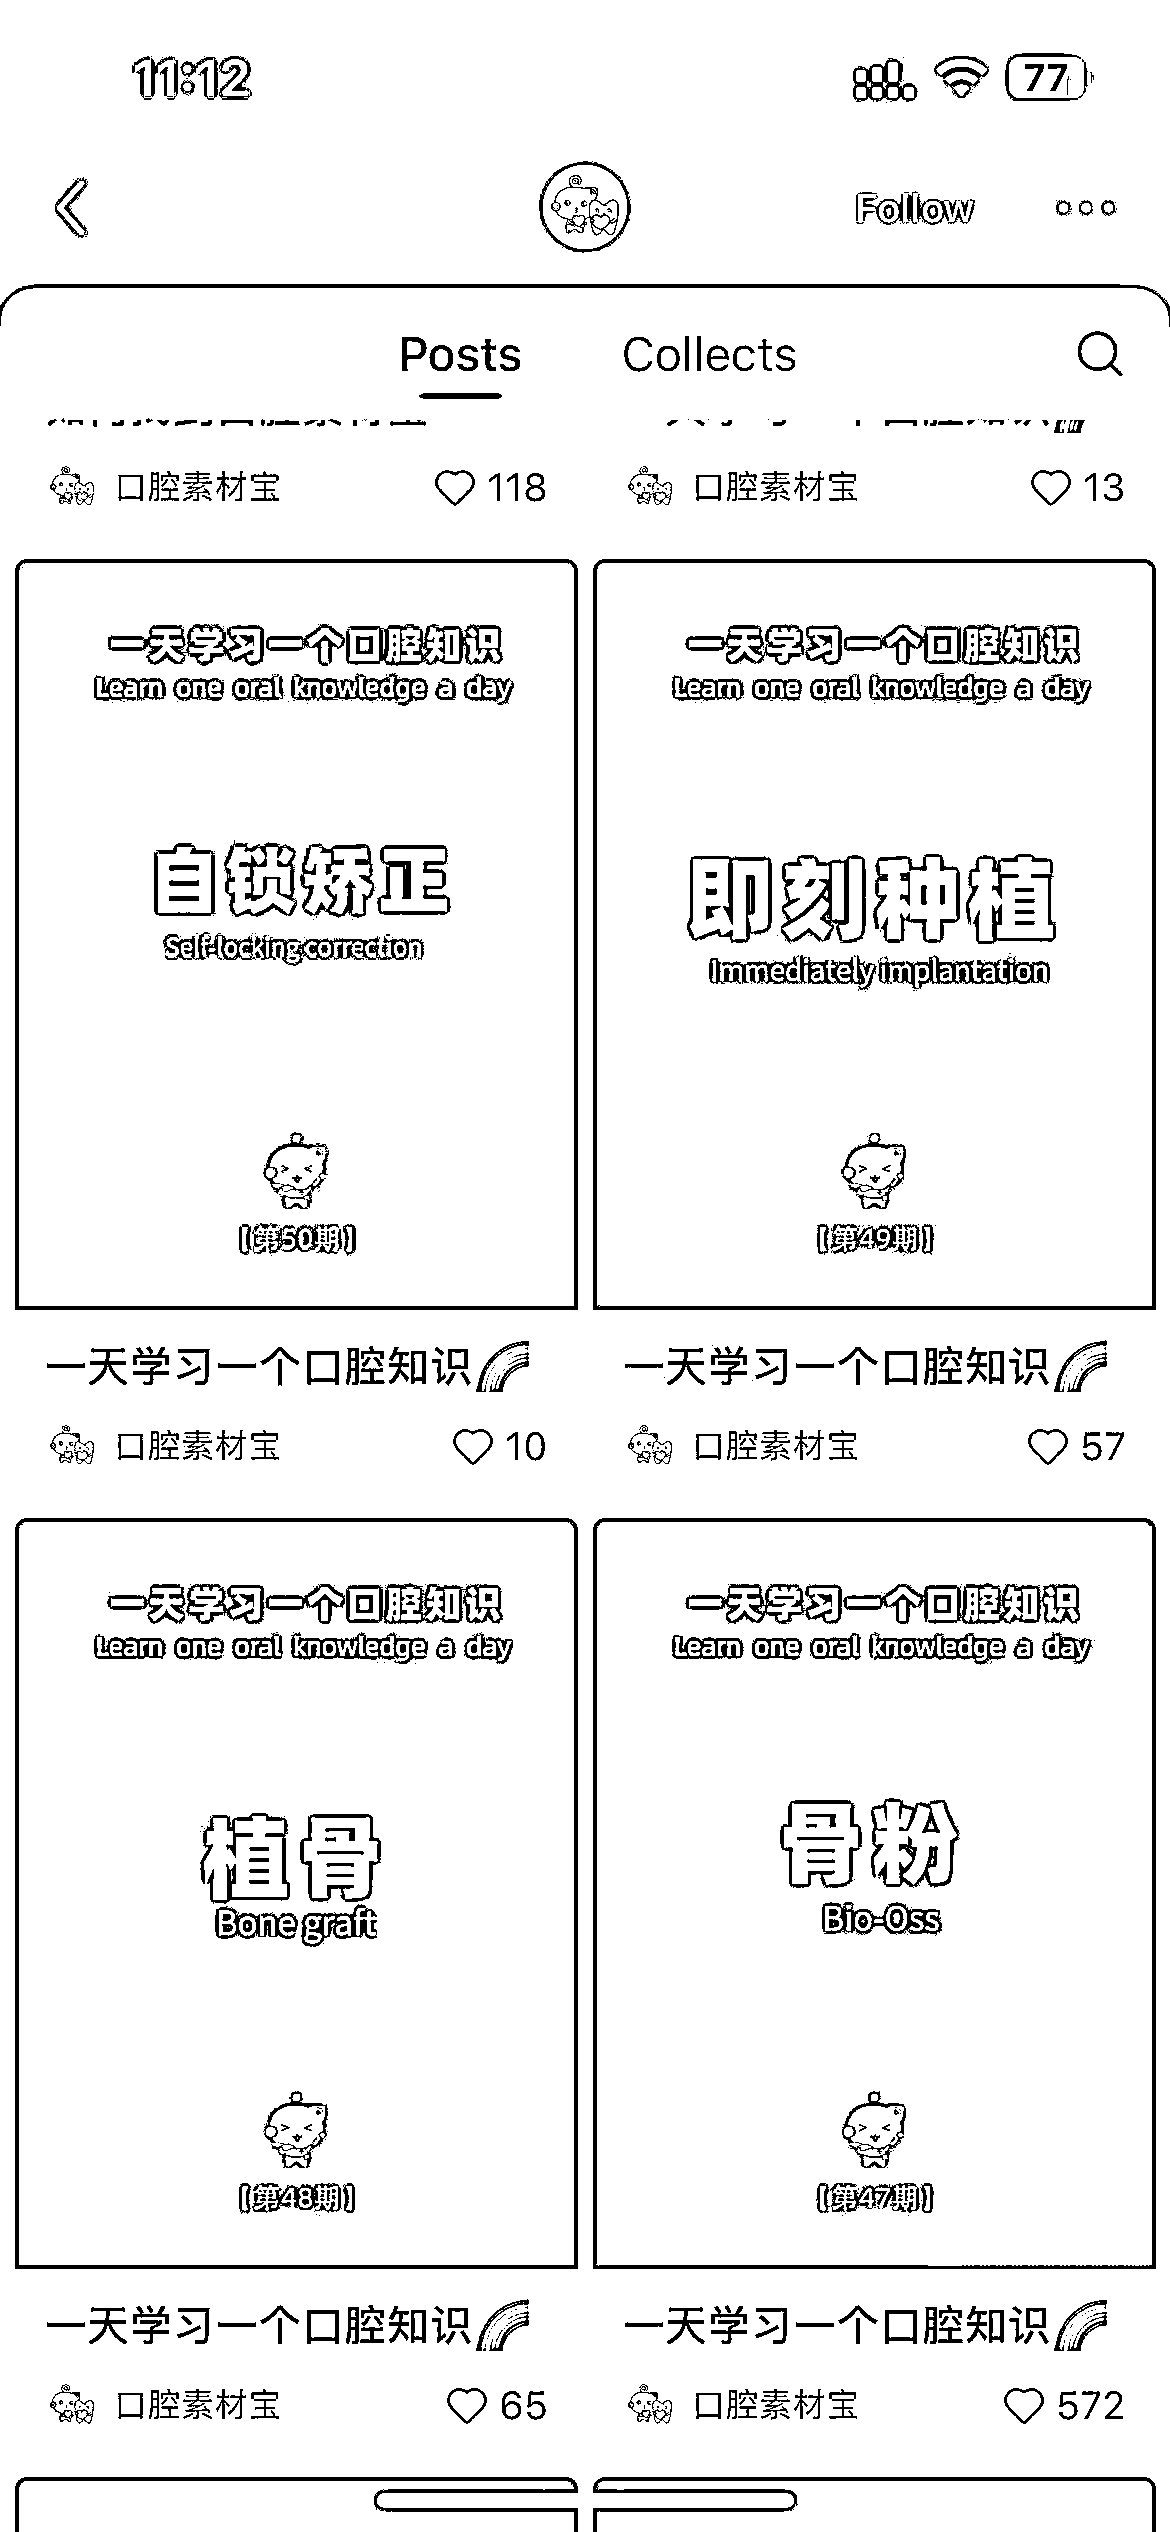 11:12
77
Follow
Posts
Collects
口腔素材宝
118
口腔素材宝
13
一天学习一个口腔知识
Learn one oral knowledge a day
自锁矫正
Self-locking correction
[第50期]
一天学习一个口腔知识
口腔素材宝
10
一天学习一个口腔知识
Learn one oral knowledge a day
即刻种植
Immediately implantation
[第49期]
一天学习一个口腔知识
口腔素材宝
57
一天学习一个口腔知识
Learn one oral knowledge a day
植骨
Bone graft
[第48期]
一天学习一个口腔知识
口腔素材宝
65
一天学习一个口腔知识
Learn one oral knowledge a day
骨粉
Bio-Oss
[第47期]
一天学习一个口腔知识
口腔素材宝
572